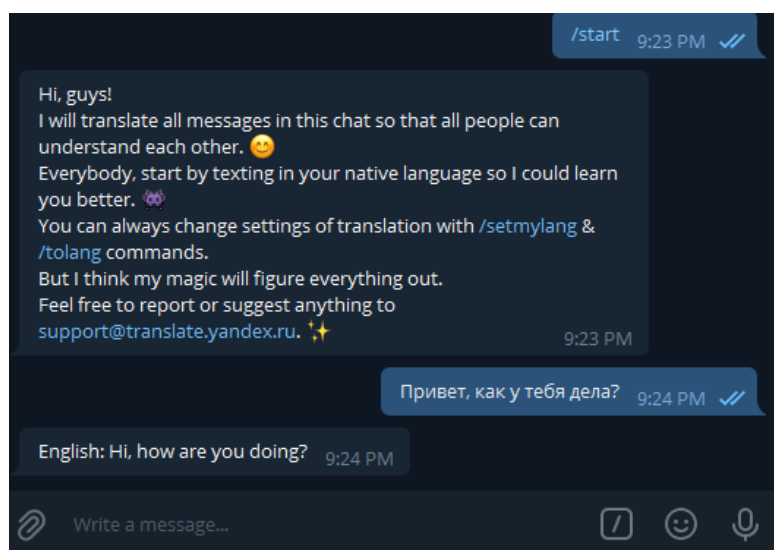 /start 9:23 PM
Hi, guys!
I will translate all messages in this chat so that all people can
understand each other. 😊
Everybody, start by texting in your native language so I could learn
you better. 👾
You can always change settings of translation with /setmylang &
/tolang commands.
But I think my magic will figure everything out.
Feel free to report or suggest anything to
support@translate.yandex.ru. ✨ 9:23 PM
Привет, как у тебя дела? 9:24 PM
English: Hi, how are you doing? 9:24 PM
Write a message...